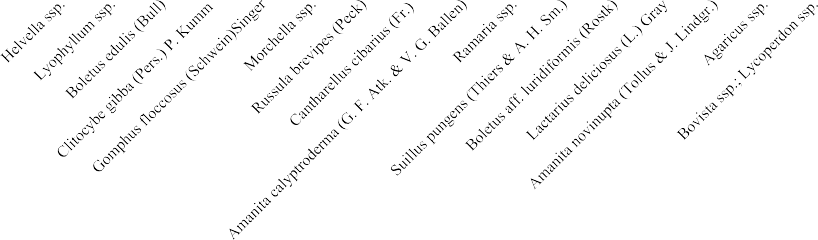 Helvella ssp.
Lyophyllum ssp.
Boletus edulis (Bull)
Clitocybe gibba (Pers.) P. Kumm
Gomphus floccosus (Schwein)Singer
Morchella ssp.
Russula brevipes (Peck)
Cantharellus cibarius (Fr.)
Amanita calyptroderma (G. F. Atk. & V. G. Ballen)
Ramaria ssp.
Suillus pungens (Thiers & A. H. Sm.)
Boletus aff. luridiformis (Rostk)
Lactarius deliciosus (L.) Gray
Amanita novinupta (Tollus & J. Lindgr.)
Agaricus ssp.
Bovista ssp.; Lycoperdon ssp.